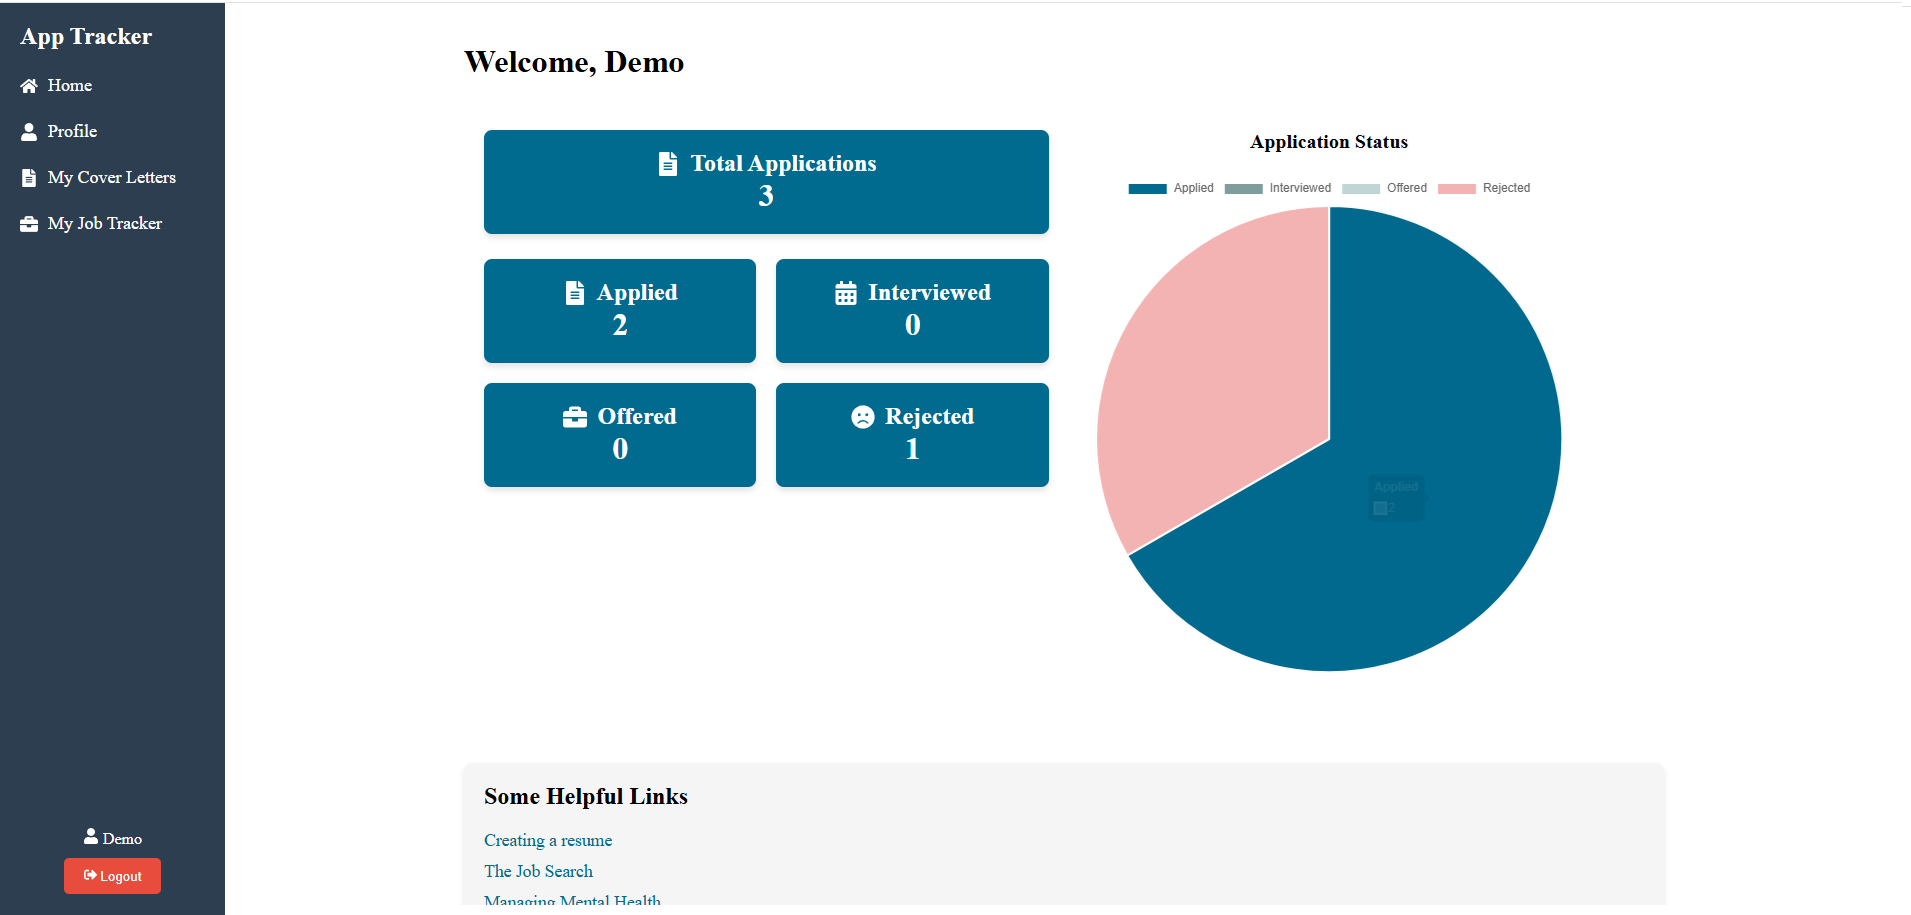 App Tracker
Home
Profile
My Cover Letters
My Job Tracker
Demo
Logout
Welcome, Demo
Total Applications
3
Applied
2
Interviewed
0
Offered
0
Rejected
1
Application Status
Applied Interviewed Offered Rejected
Applied
2
Some Helpful Links
Creating a resume
The Job Search
Managing Mental Health